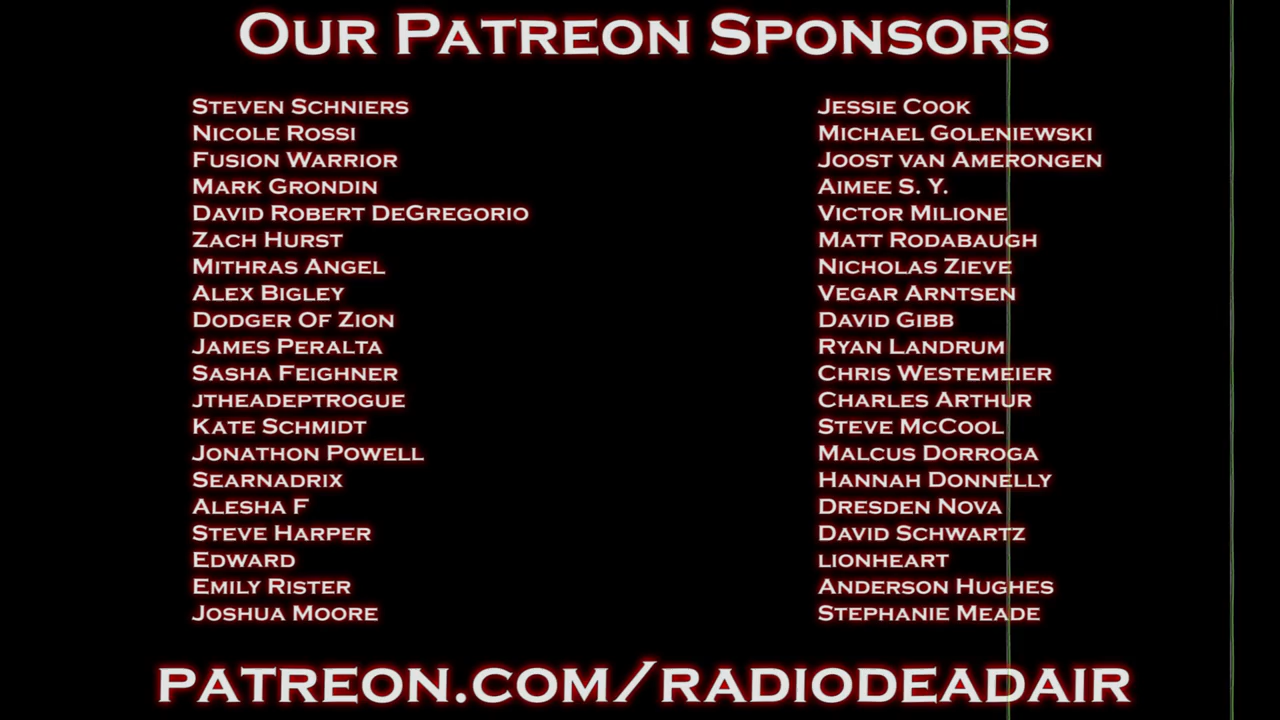 Our Patreon Sponsors
Steven Schniers
Nicole Rossi
Fusion Warrior
Mark Grondin
David Robert DeGregorio
Zach Hurst
Mithras Angel
Alex Bigley
Dodger Of Zion
James Peralta
Sasha Feighner
jtheadeptrogue
Kate Schmidt
Jonathon Powell
Searnadrix
Alesha F
Steve Harper
Edward
Emily Rister
Joshua Moore
Jessie Cook
Michael Goleniewski
Joost van Amerongen
Aimee S. Y.
Victor Milione
Matt Rodabaugh
Nicholas Zieve
Vegar Arntsen
David Gibb
Ryan Landrum
Chris Westemeier
Charles Arthur
Steve McCool
Malcus Dorroga
Hannah Donnelly
Dresden Nova
David Schwartz
lionheart
Anderson Hughes
Stephanie Meade
patreon.com/radiodeadair